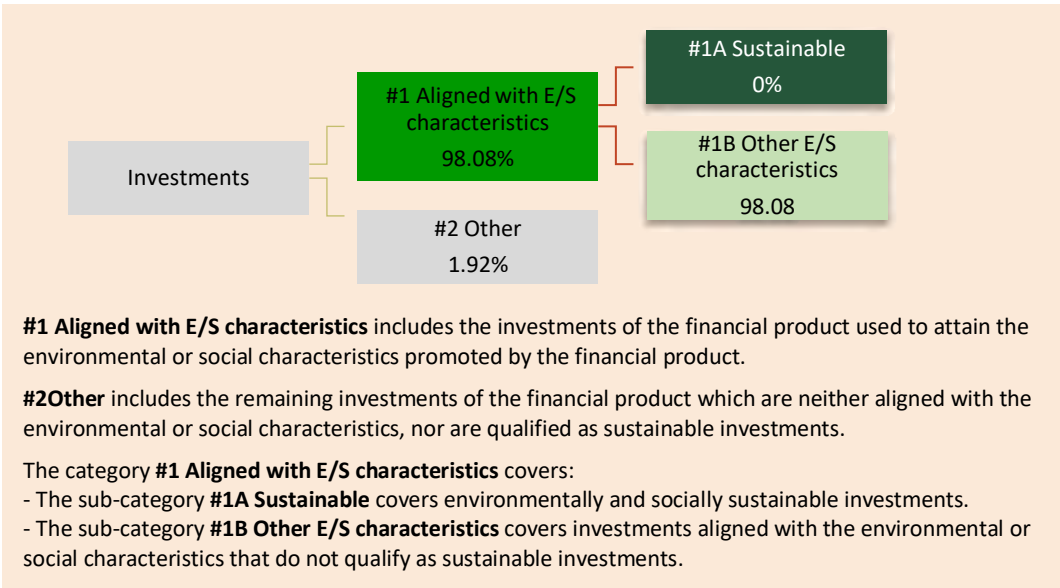 Investments
#1 Aligned with E/S
characteristics
98.08%
#2 Other
1.92%
#1A Sustainable
0%
#1B Other E/S
characteristics
98.08
#1 Aligned with E/S characteristics includes the investments of the financial product used to attain the
environmental or social characteristics promoted by the financial product.
#2Other includes the remaining investments of the financial product which are neither aligned with the
environmental or social characteristics, nor are qualified as sustainable investments.
The category #1 Aligned with E/S characteristics covers:
- The sub-category #1A Sustainable covers environmentally and socially sustainable investments.
- The sub-category #1B Other E/S characteristics covers investments aligned with the environmental or
social characteristics that do not qualify as sustainable investments.